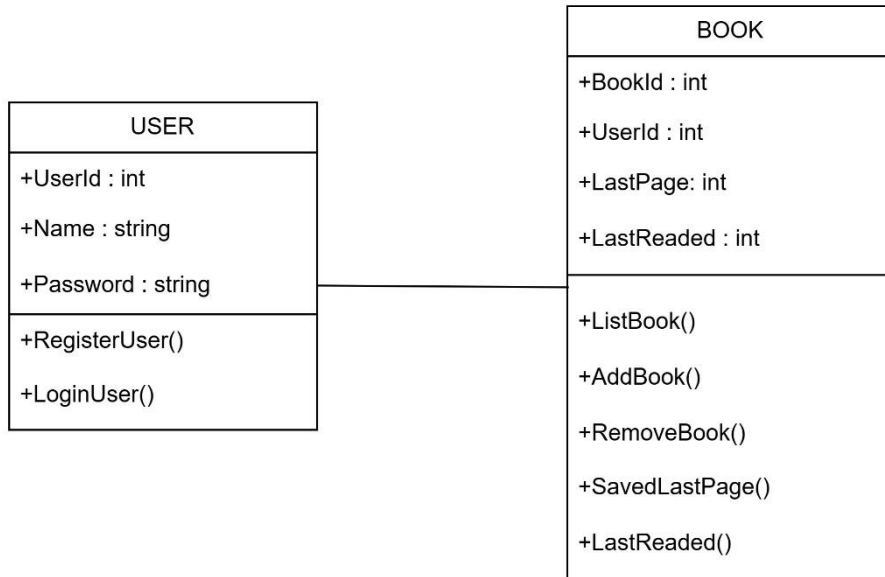 USER
+UserId : int
+Name : string
+Password : string
+RegisterUser()
+LoginUser()
BOOK
+BookId : int
+UserId : int
+LastPage: int
+LastReaded : int
+ListBook()
+AddBook()
+RemoveBook()
+SavedLastPage()
+LastReaded()